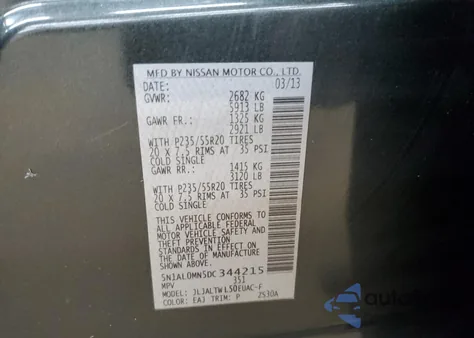 MFD BY NISSAN MOTOR CO., LTD.
DATE: 03/13
GVWR: 2682 KG
5913 LB
GAWR FR.: 1325 KG
2921 LB
WITH P235/55R20 TIRES
20 X 7.5 RIMS AT 35 PSI
COLD SINGLE
GAWR RR.: 1415 KG
3120 LB
WITH P235/55R20 TIRES
20 X 7.5 RIMS AT 35 PSI
COLD SINGLE
THIS VEHICLE CONFORMS TO
ALL APPLICABLE FEDERAL
MOTOR VEHICLE SAFETY
STANDARDS IN EFFECT ON
THE DATE OF MANUFACTURE
SHOWN ABOVE.
5N1AL0MN5DC344215
MPV 351
MODEL: JLJALTWL50EUAC-F
COLOR: EAJ TRIM: P 2S30A